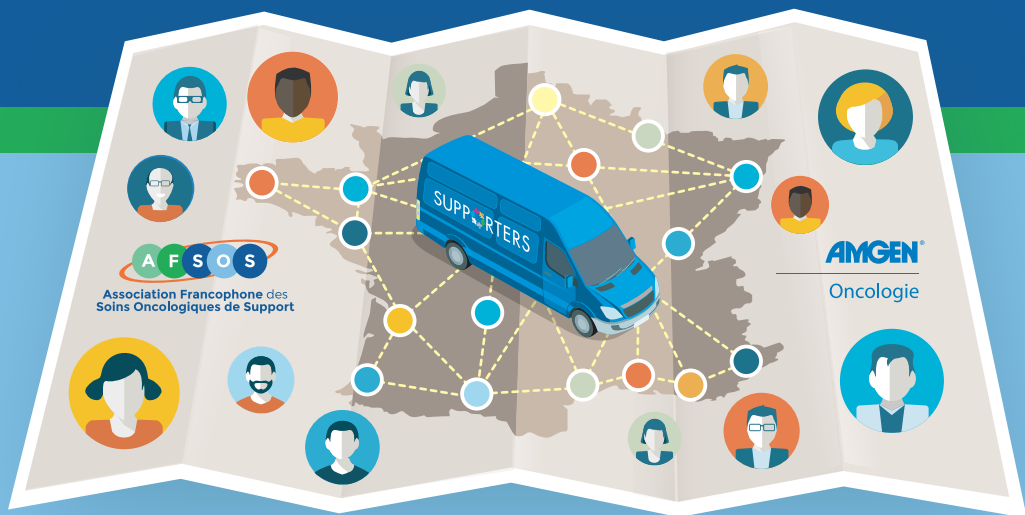 SUPPORTERS
AFSOS
Association Francophone des
Soins Oncologiques de Support
AMGEN®
Oncologie